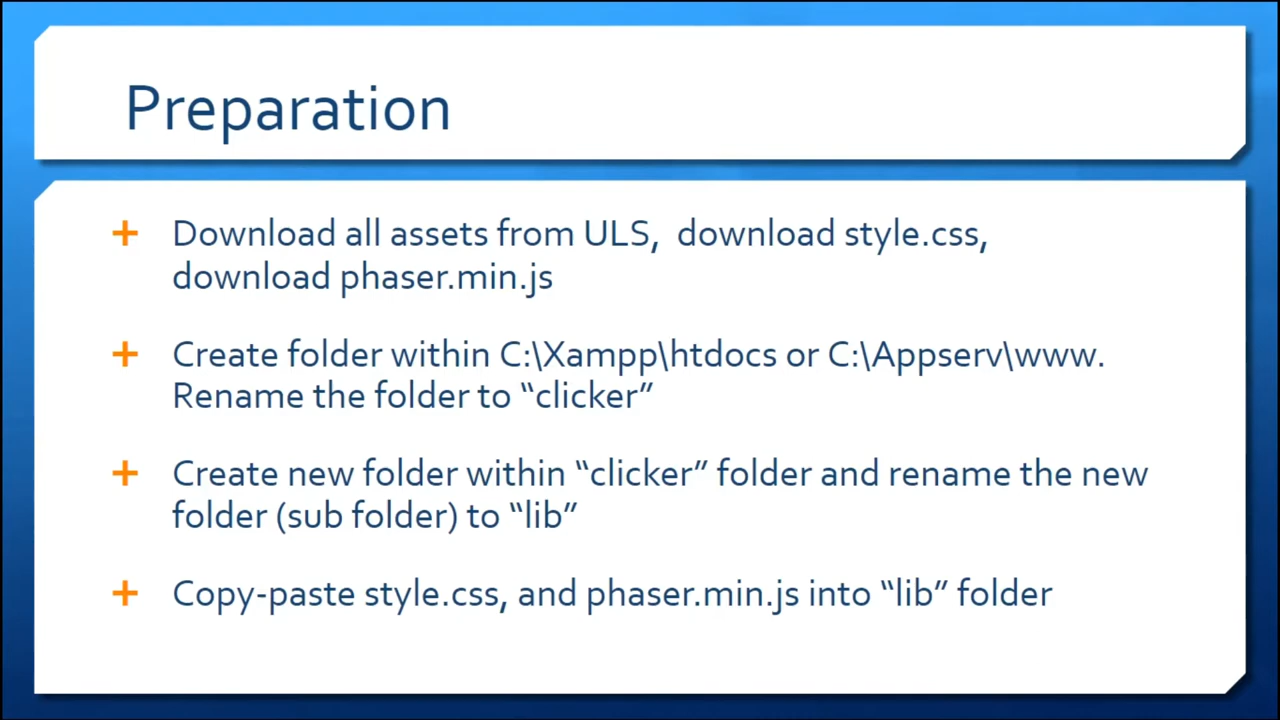 Preparation
Download all assets from ULS,  download style.css,
download phaser.min.js
Create folder within C:\Xampp\htdocs or C:\Appserv\www.
Rename the folder to “clicker”
Create new folder within “clicker” folder and rename the new
folder (sub folder) to “lib”
Copy-paste style.css, and phaser.min.js into “lib” folder